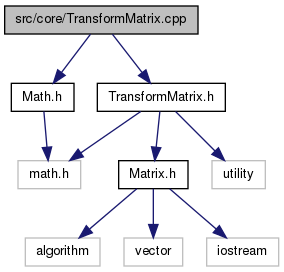 src/core/TransformMatrix.cpp
Math.h
TransformMatrix.h
math.h
Matrix.h
utility
algorithm
vector
iostream